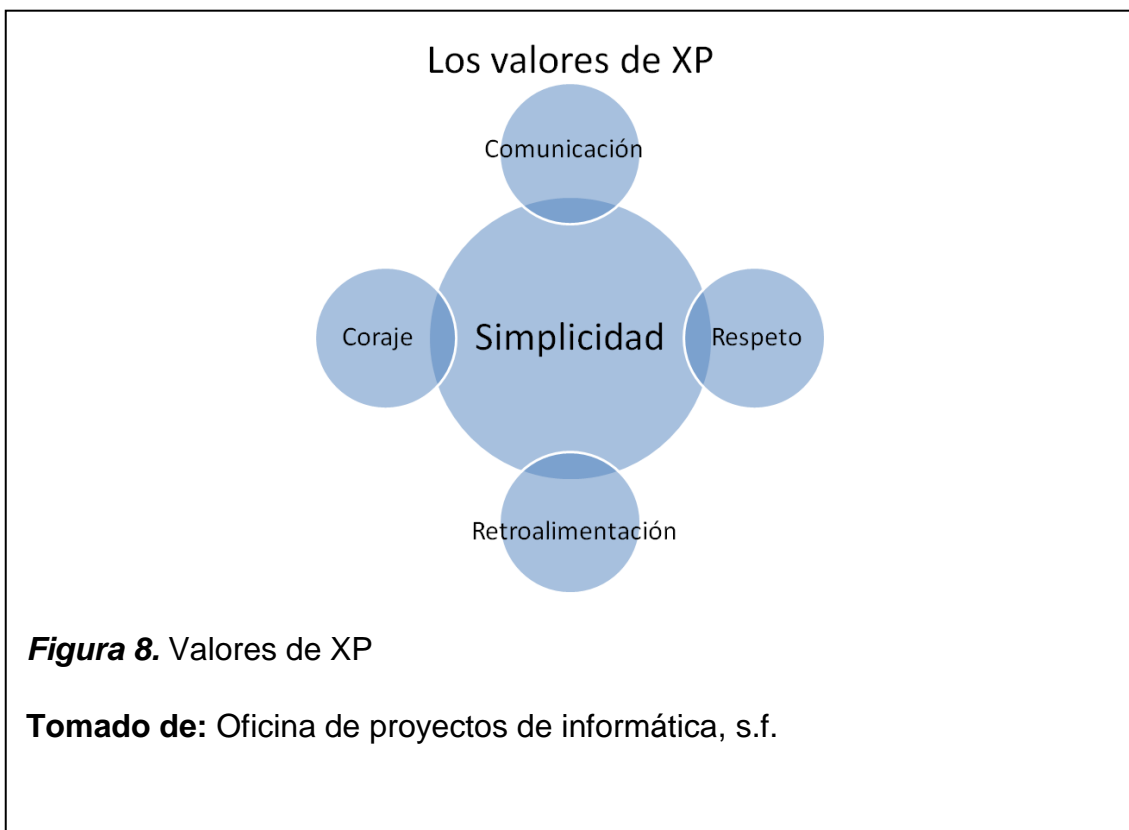 Los valores de XP
Comunicación
Coraje
Simplicidad
Respeto
Retroalimentación
Figura 8. Valores de XP
Tomado de: Oficina de proyectos de informática, s.f.